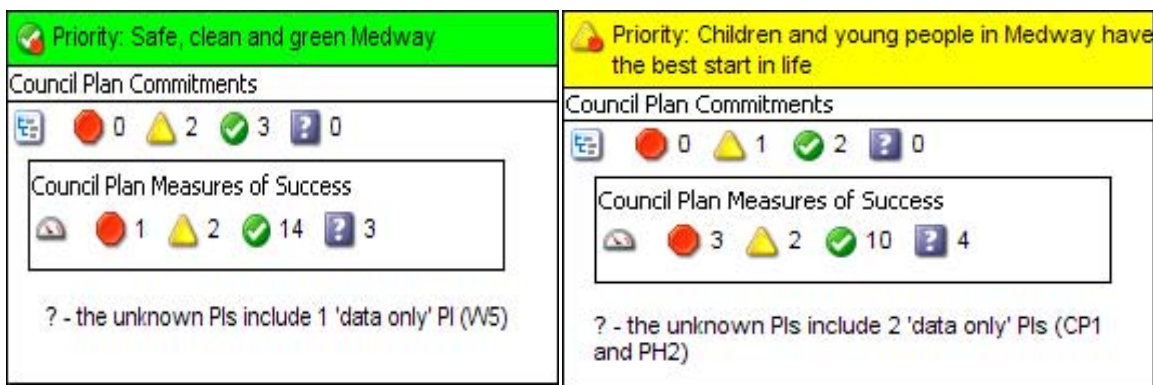 Priority: Safe, clean and green Medway
Council Plan Commitments
0 2 3 ? 0
Council Plan Measures of Success
1 2 14 ? 3
? - the unknown PIs include 1 'data only' PI (W5)
Priority: Children and young people in Medway have
the best start in life
Council Plan Commitments
0 1 2 ? 0
Council Plan Measures of Success
3 2 10 ? 4
? - the unknown PIs include 2 'data only' PIs (CP1
and PH2)